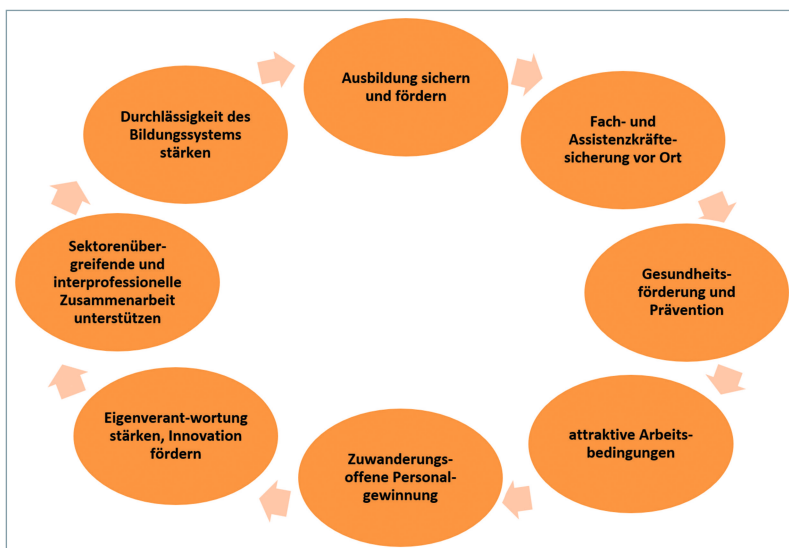 Ausbildung sichern
und fördern
Fach- und
Assistenzkräfte-
sicherung vor Ort
Gesundheits-
förderung und
Prävention
attraktive Arbeits-
bedingungen
Zuwanderungs-
offene Personal-
gewinnung
Eigenverant-wortung
stärken, Innovation
fördern
Sektorenüber-
greifende und
interprofessionelle
Zusammenarbeit
unterstützen
Durchlässigkeit des
Bildungssystems
stärken